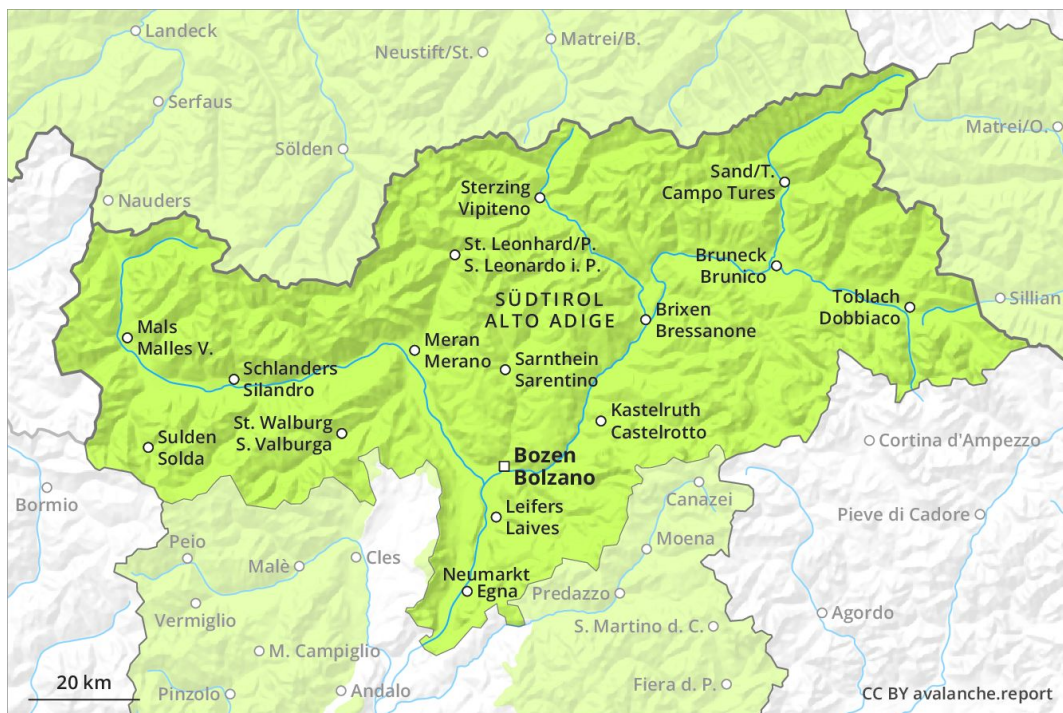 Landeck
Neustift/St.
Matrei/B.
Serfaus
Sölden
Matrei/O.
Nauders
Sterzing
Vipiteno
Sand/T.
Campo Tures
St. Leonhard/P.
S. Leonardo i. P.
Bruneck
Brunico
SÜDTIROL
ALTO ADIGE
Toblach
Dobbiaco
Sillian
Brixen
Bressanone
Mals
Malles V.
Meran
Merano
Schlanders
Silandro
Sarnthein
Sarentino
St. Walburg
S. Valburga
Kastelruth
Castelrotto
Sulden
Solda
Cortina d'Ampezzo
Bozen
Bolzano
Bormio
Canazei
Leifers
Laives
Pieve di Cadore
Peio
Malè
Cles
Moena
Neumarkt
Egna
Predazzo
Vermiglio
S. Martino d. C.
Agordo
M. Campiglio
20 km
Pinzolo
Andalo
Fiera d. P.
CC BY avalanche.report